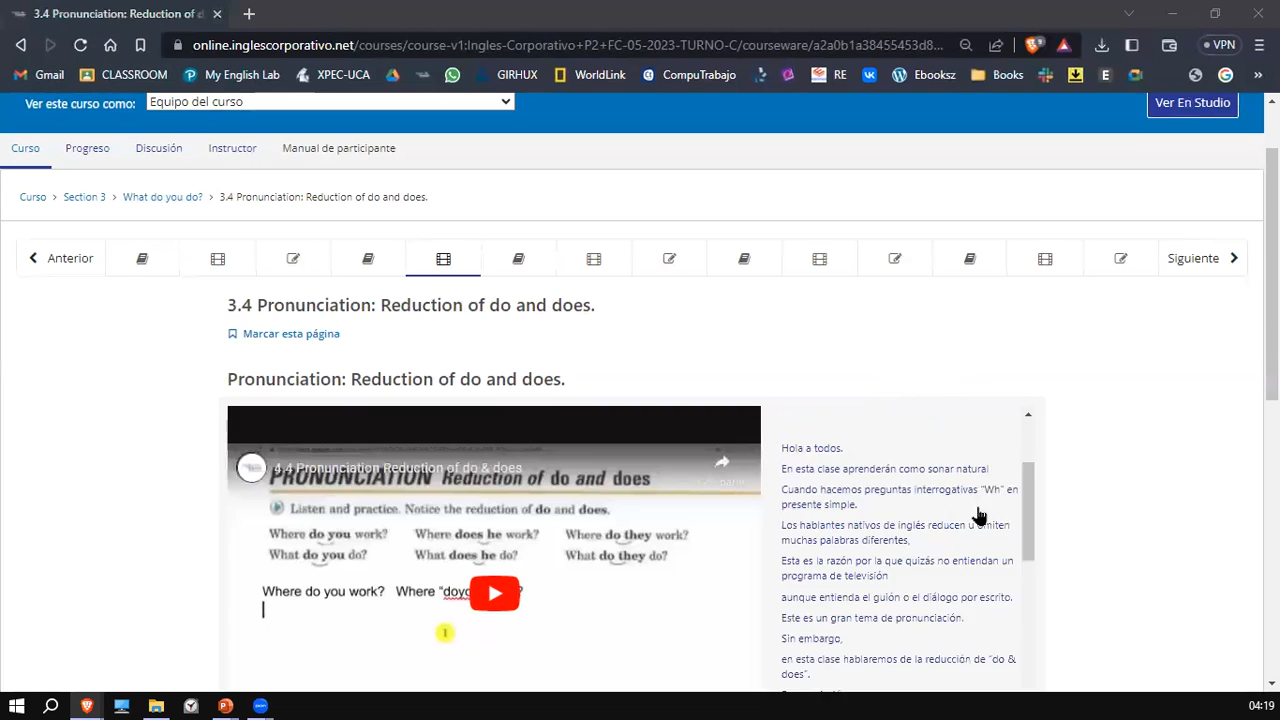 3.4 Pronunciation: Reduction of d
online.inglescorporativo.net/courses/course-v1:Ingles-Corporativo+P2+FC-05-2023-TURNO-C/courseware/a2a0b1a38455453d8...
VPN
Gmail CLASSROOM My English Lab XPEC-UCA GIRHUX WorldLink CompuTrabajo RE Ebooksz Books
Ver este curso como: Equipo del curso Ver En Studio
Curso Progreso Discusión Instructor Manual de participante
Curso > Section 3 > What do you do? > 3.4 Pronunciation: Reduction of do and does.
Anterior Siguiente
3.4 Pronunciation: Reduction of do and does.
Marcar esta página
Pronunciation: Reduction of do and does.
4.4 Pronunciation Reduction of do & does
PRONUNCIATION Reduction of do and does
Listen and practice. Notice the reduction of do and does.
Where do you work? Where does he work? Where do they work?
What do you do? What does he do? What do they do?
Where do you work? Where "doyo ?
Hola a todos.
En esta clase aprenderán como sonar natural
Cuando hacemos preguntas interrogativas "Wh" en
presente simple.
Los hablantes nativos de inglés reducen u omiten
muchas palabras diferentes,
Esta es la razón por la que quizás no entiendan un
programa de televisión
aunque entienda el guión o el diálogo por escrito.
Este es un gran tema de pronunciación.
Sin embargo,
en esta clase hablaremos de la reducción de "do &
does".
04:19